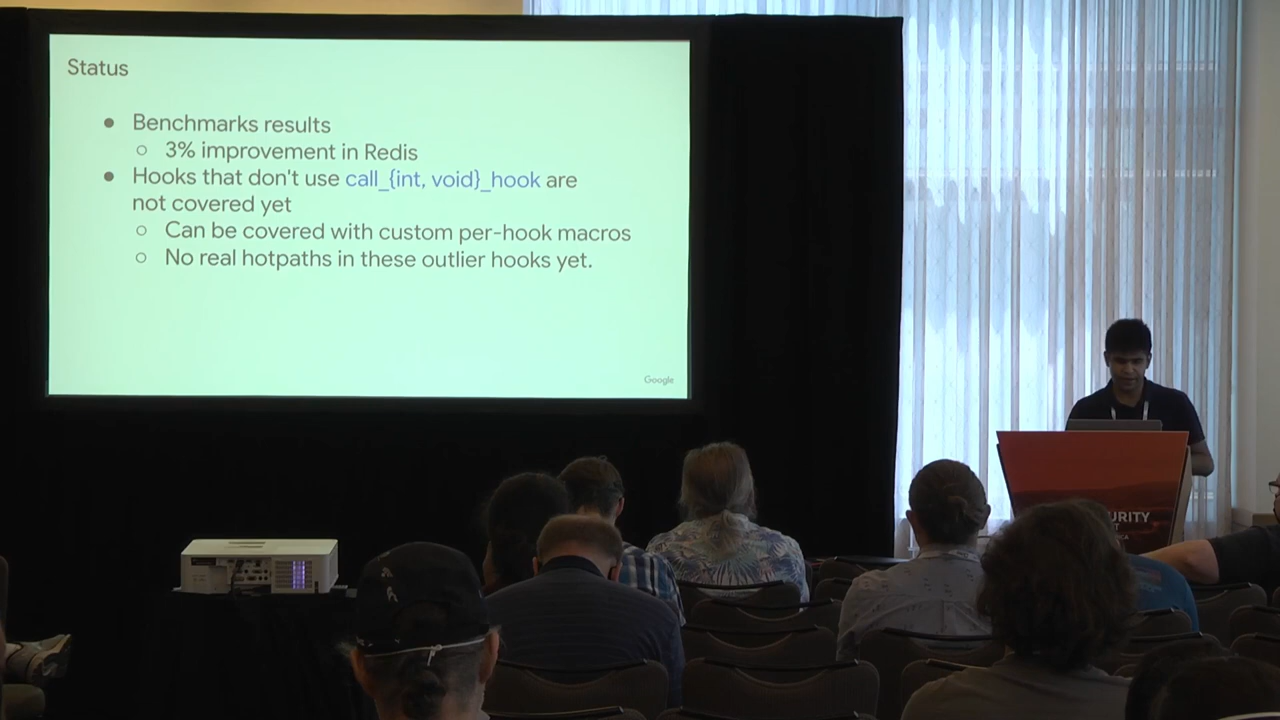 Status
● Benchmarks results
○ 3% improvement in Redis
● Hooks that don't use call_{int, void}_hook are
not covered yet
○ Can be covered with custom per-hook macros
○ No real hotpaths in these outlier hooks yet.
Google
URITY